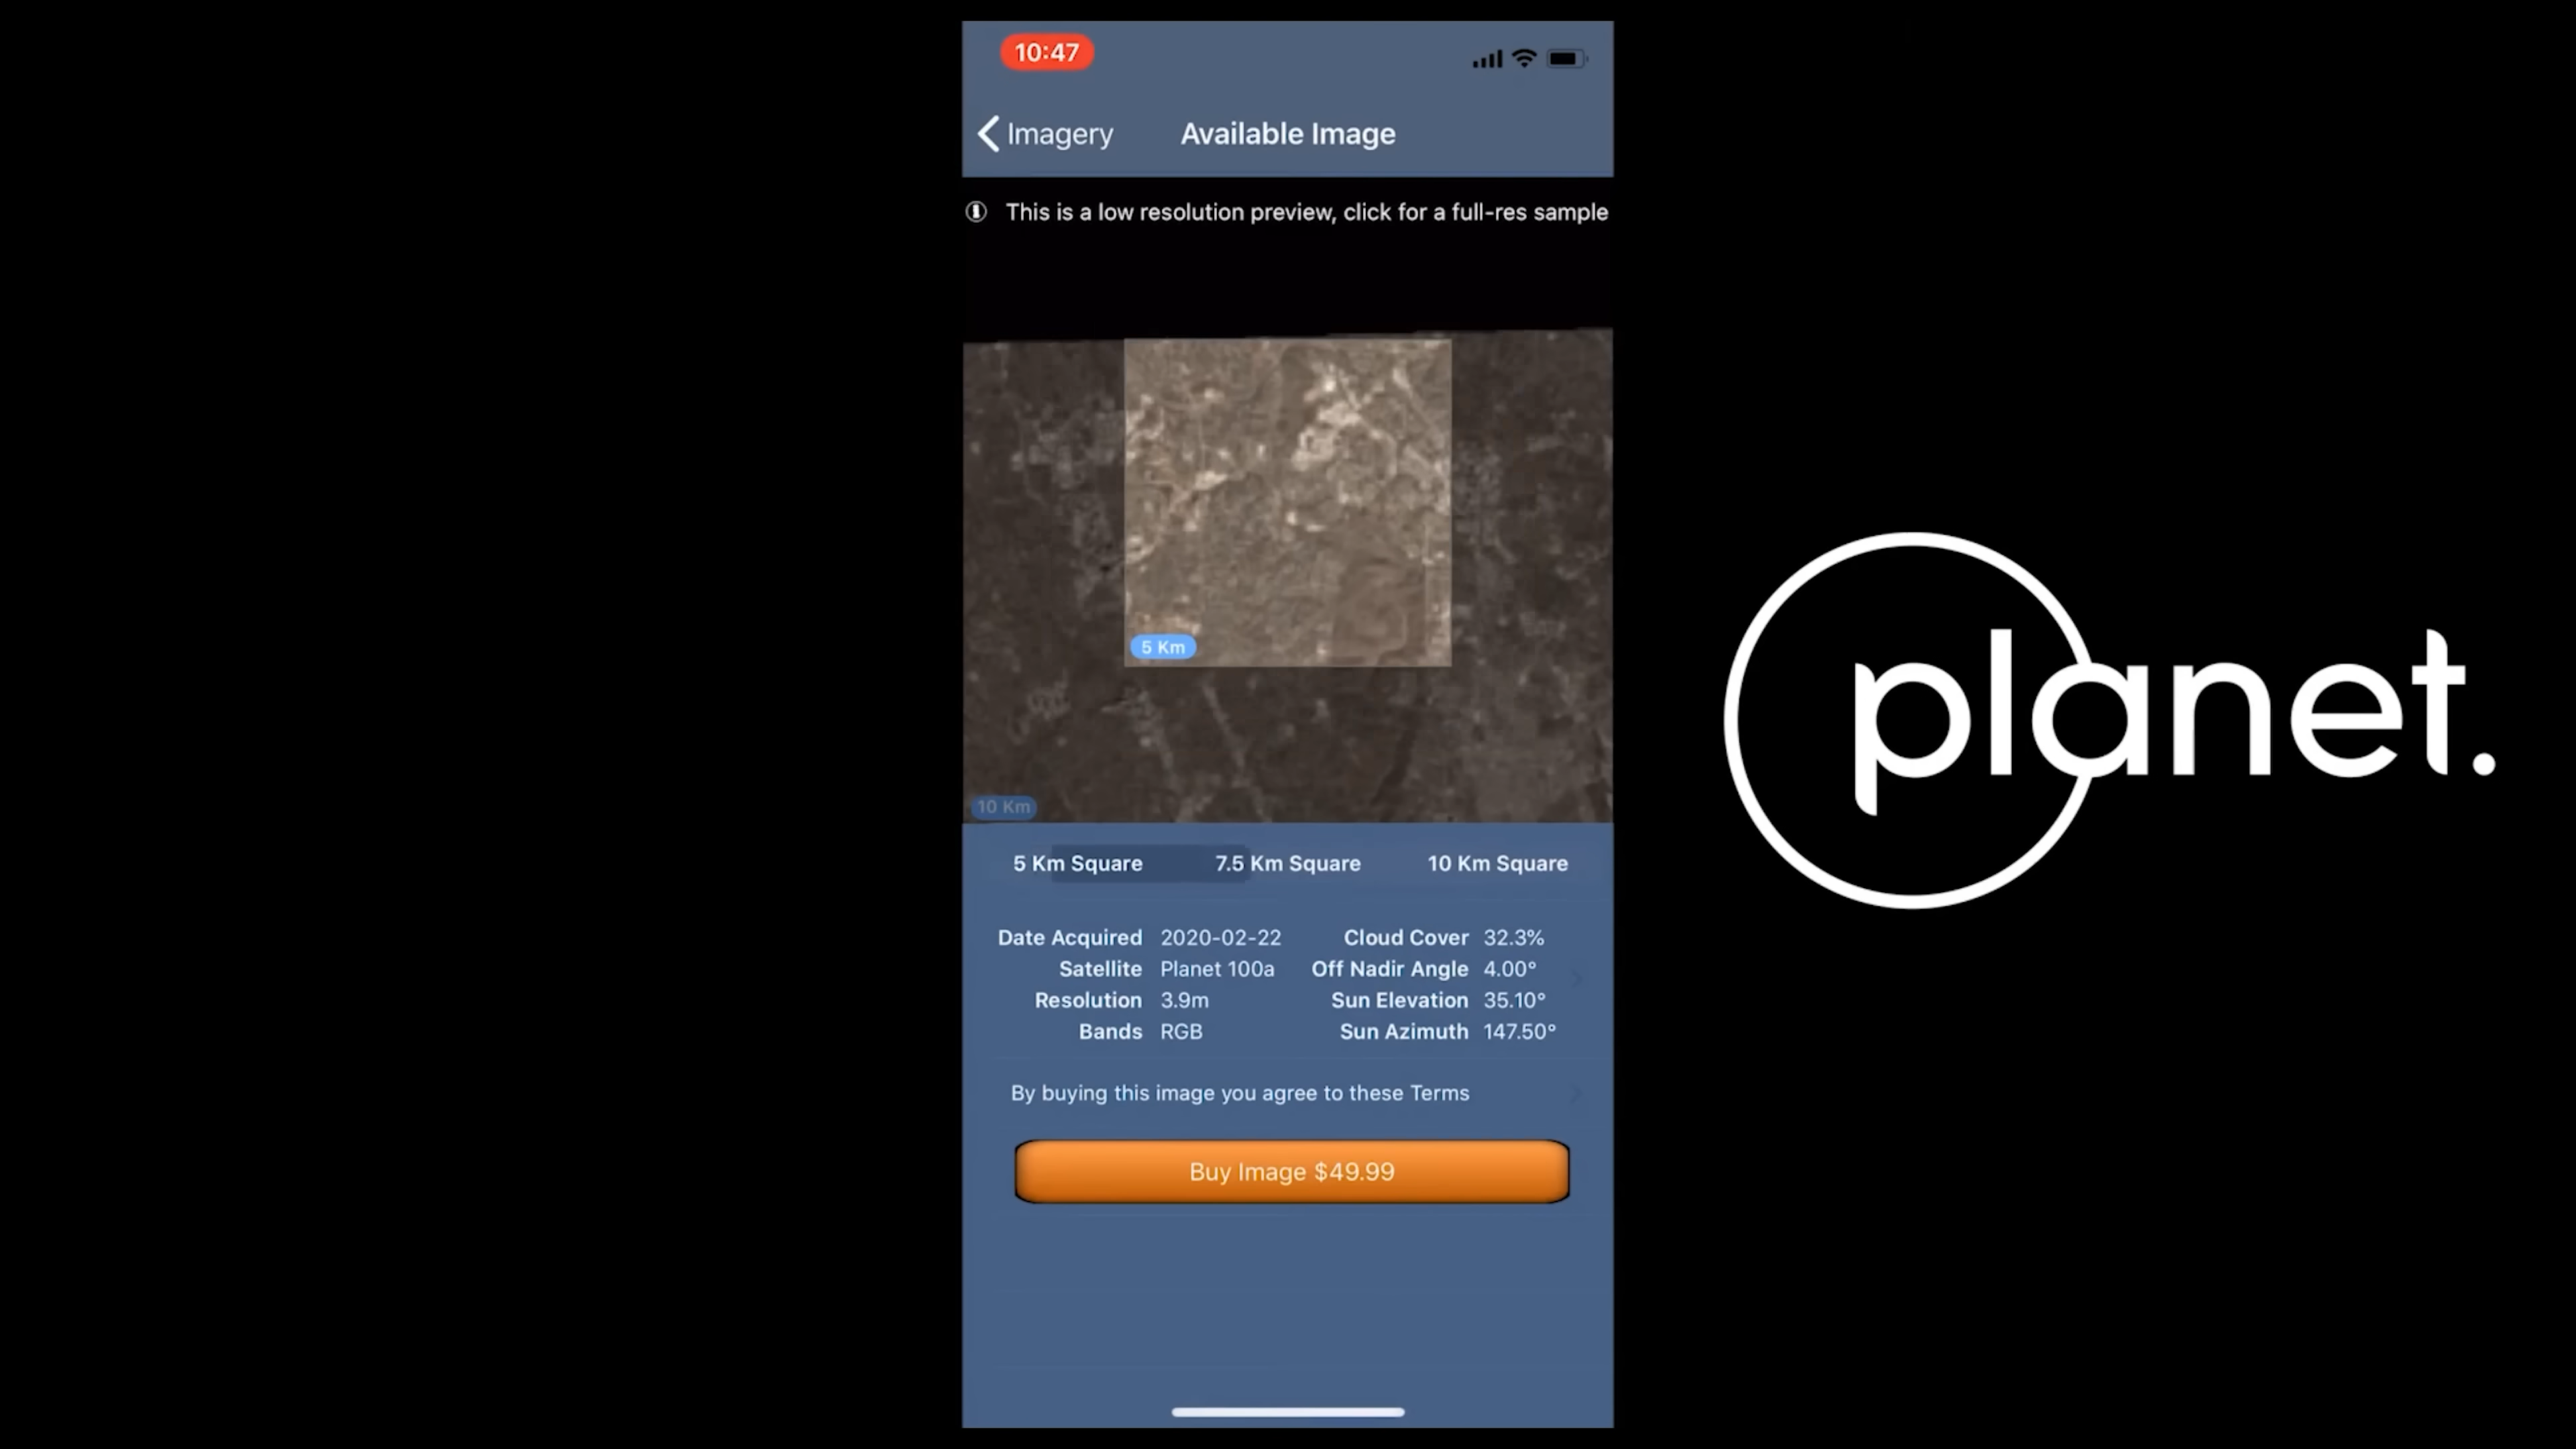 10:47
Imagery
Available Image
This is a low resolution preview, click for a full-res sample
5 Km
10 Km
5 Km Square 7.5 Km Square 10 Km Square
Date Acquired 2020-02-22 Cloud Cover 32.3%
Satellite Planet 100a Off Nadir Angle 4.00°
Resolution 3.9m Sun Elevation 35.10°
Bands RGB Sun Azimuth 147.50°
By buying this image you agree to these Terms
Buy Image $49.99
planet.